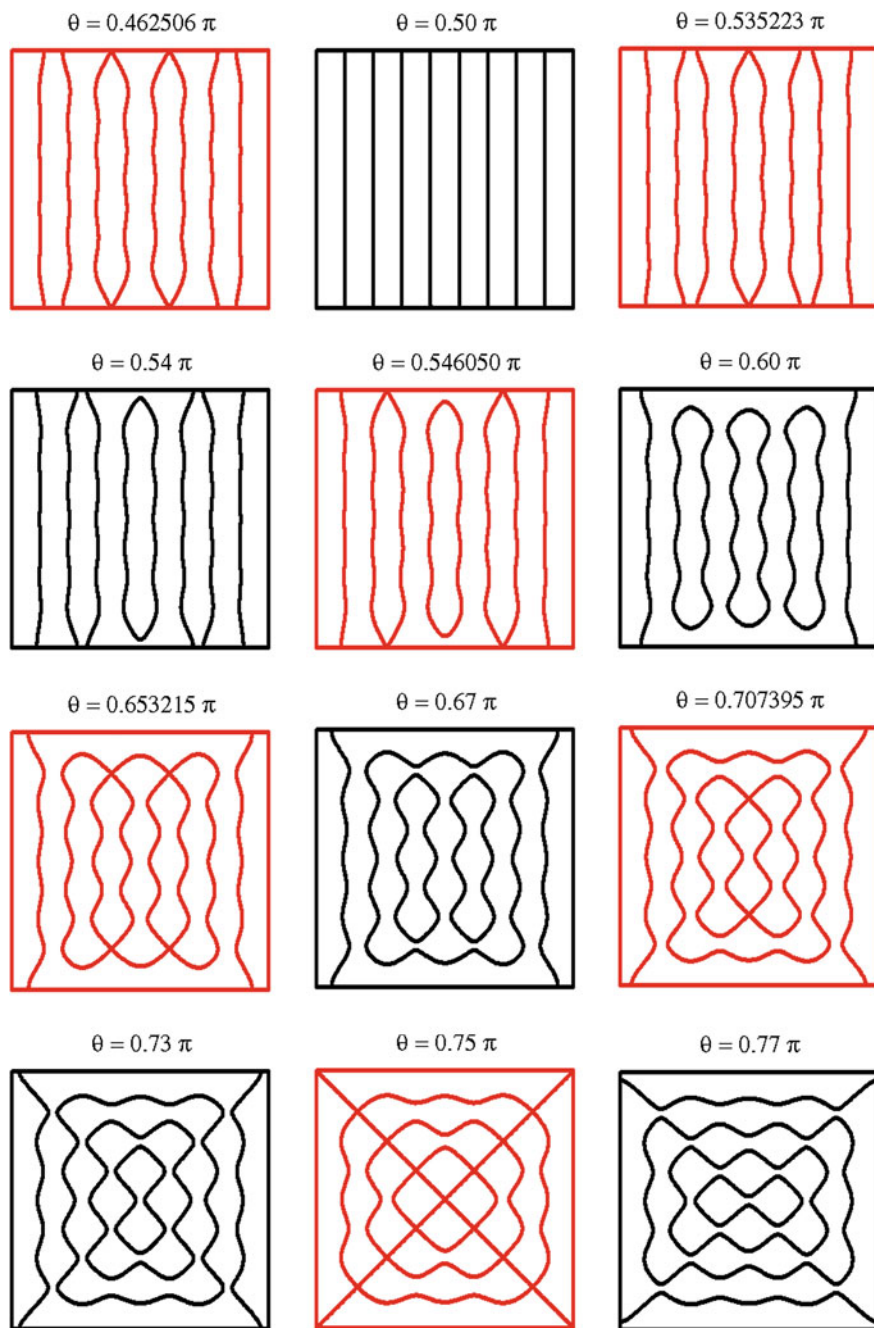 θ = 0.462506 π
θ = 0.50 π
θ = 0.535223 π
θ = 0.54 π
θ = 0.546050 π
θ = 0.60 π
θ = 0.653215 π
θ = 0.67 π
θ = 0.707395 π
θ = 0.73 π
θ = 0.75 π
θ = 0.77 π